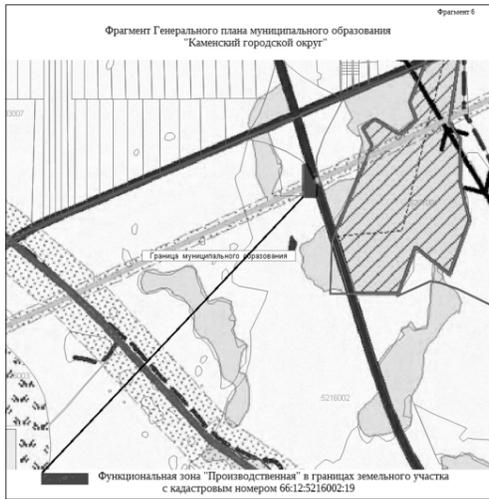 Фрагмент 6
Фрагмент Генерального плана муниципального образования
"Каменский городской округ"
Граница муниципального образования
5216002
Функциональная зона "Производственная" в границах земельного участка
с кадастровым номером 66:12:5216002:19